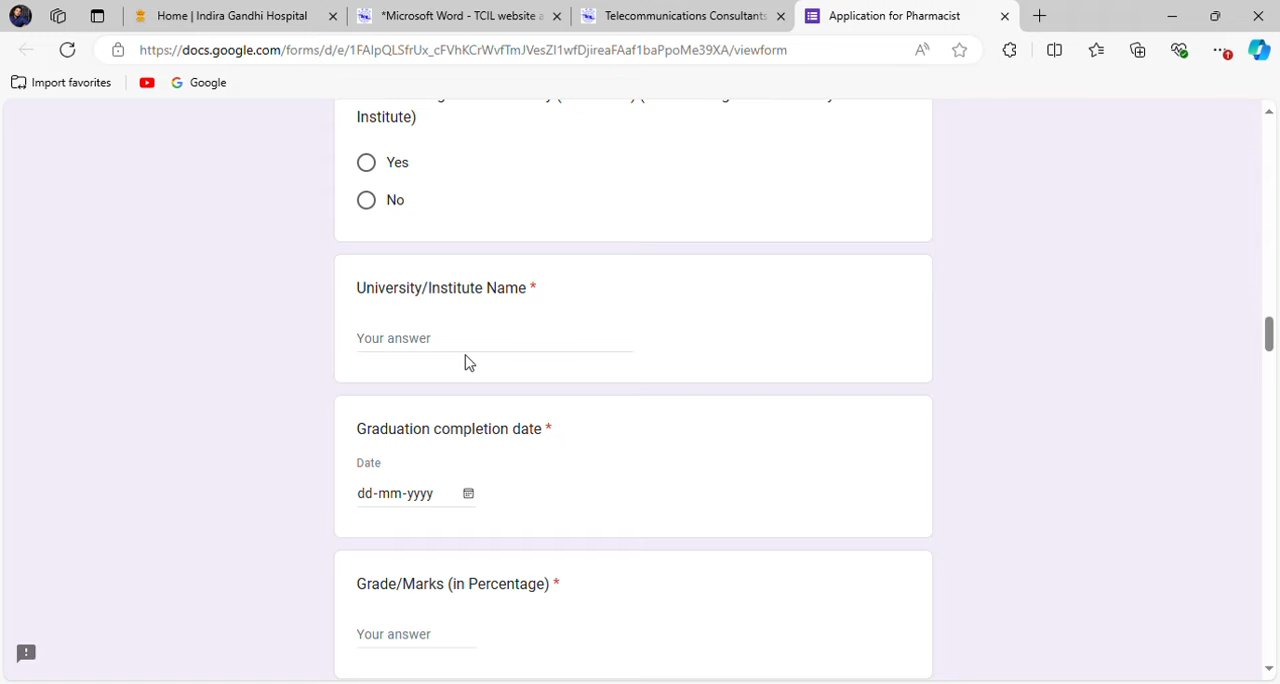 Home | Indira Gandhi Hospital
*Microsoft Word - TCIL website a
Telecommunications Consultants
Application for Pharmacist
https://docs.google.com/forms/d/e/1FAIpQLSfrUx_cFVhKCrWvfTmJVesZI1wfDjireaFAaf1baPpoMe39XA/viewform
Import favorites
Google
Institute)
Yes
No
University/Institute Name *
Your answer
Graduation completion date *
Date
dd-mm-yyyy
Grade/Marks (in Percentage) *
Your answer